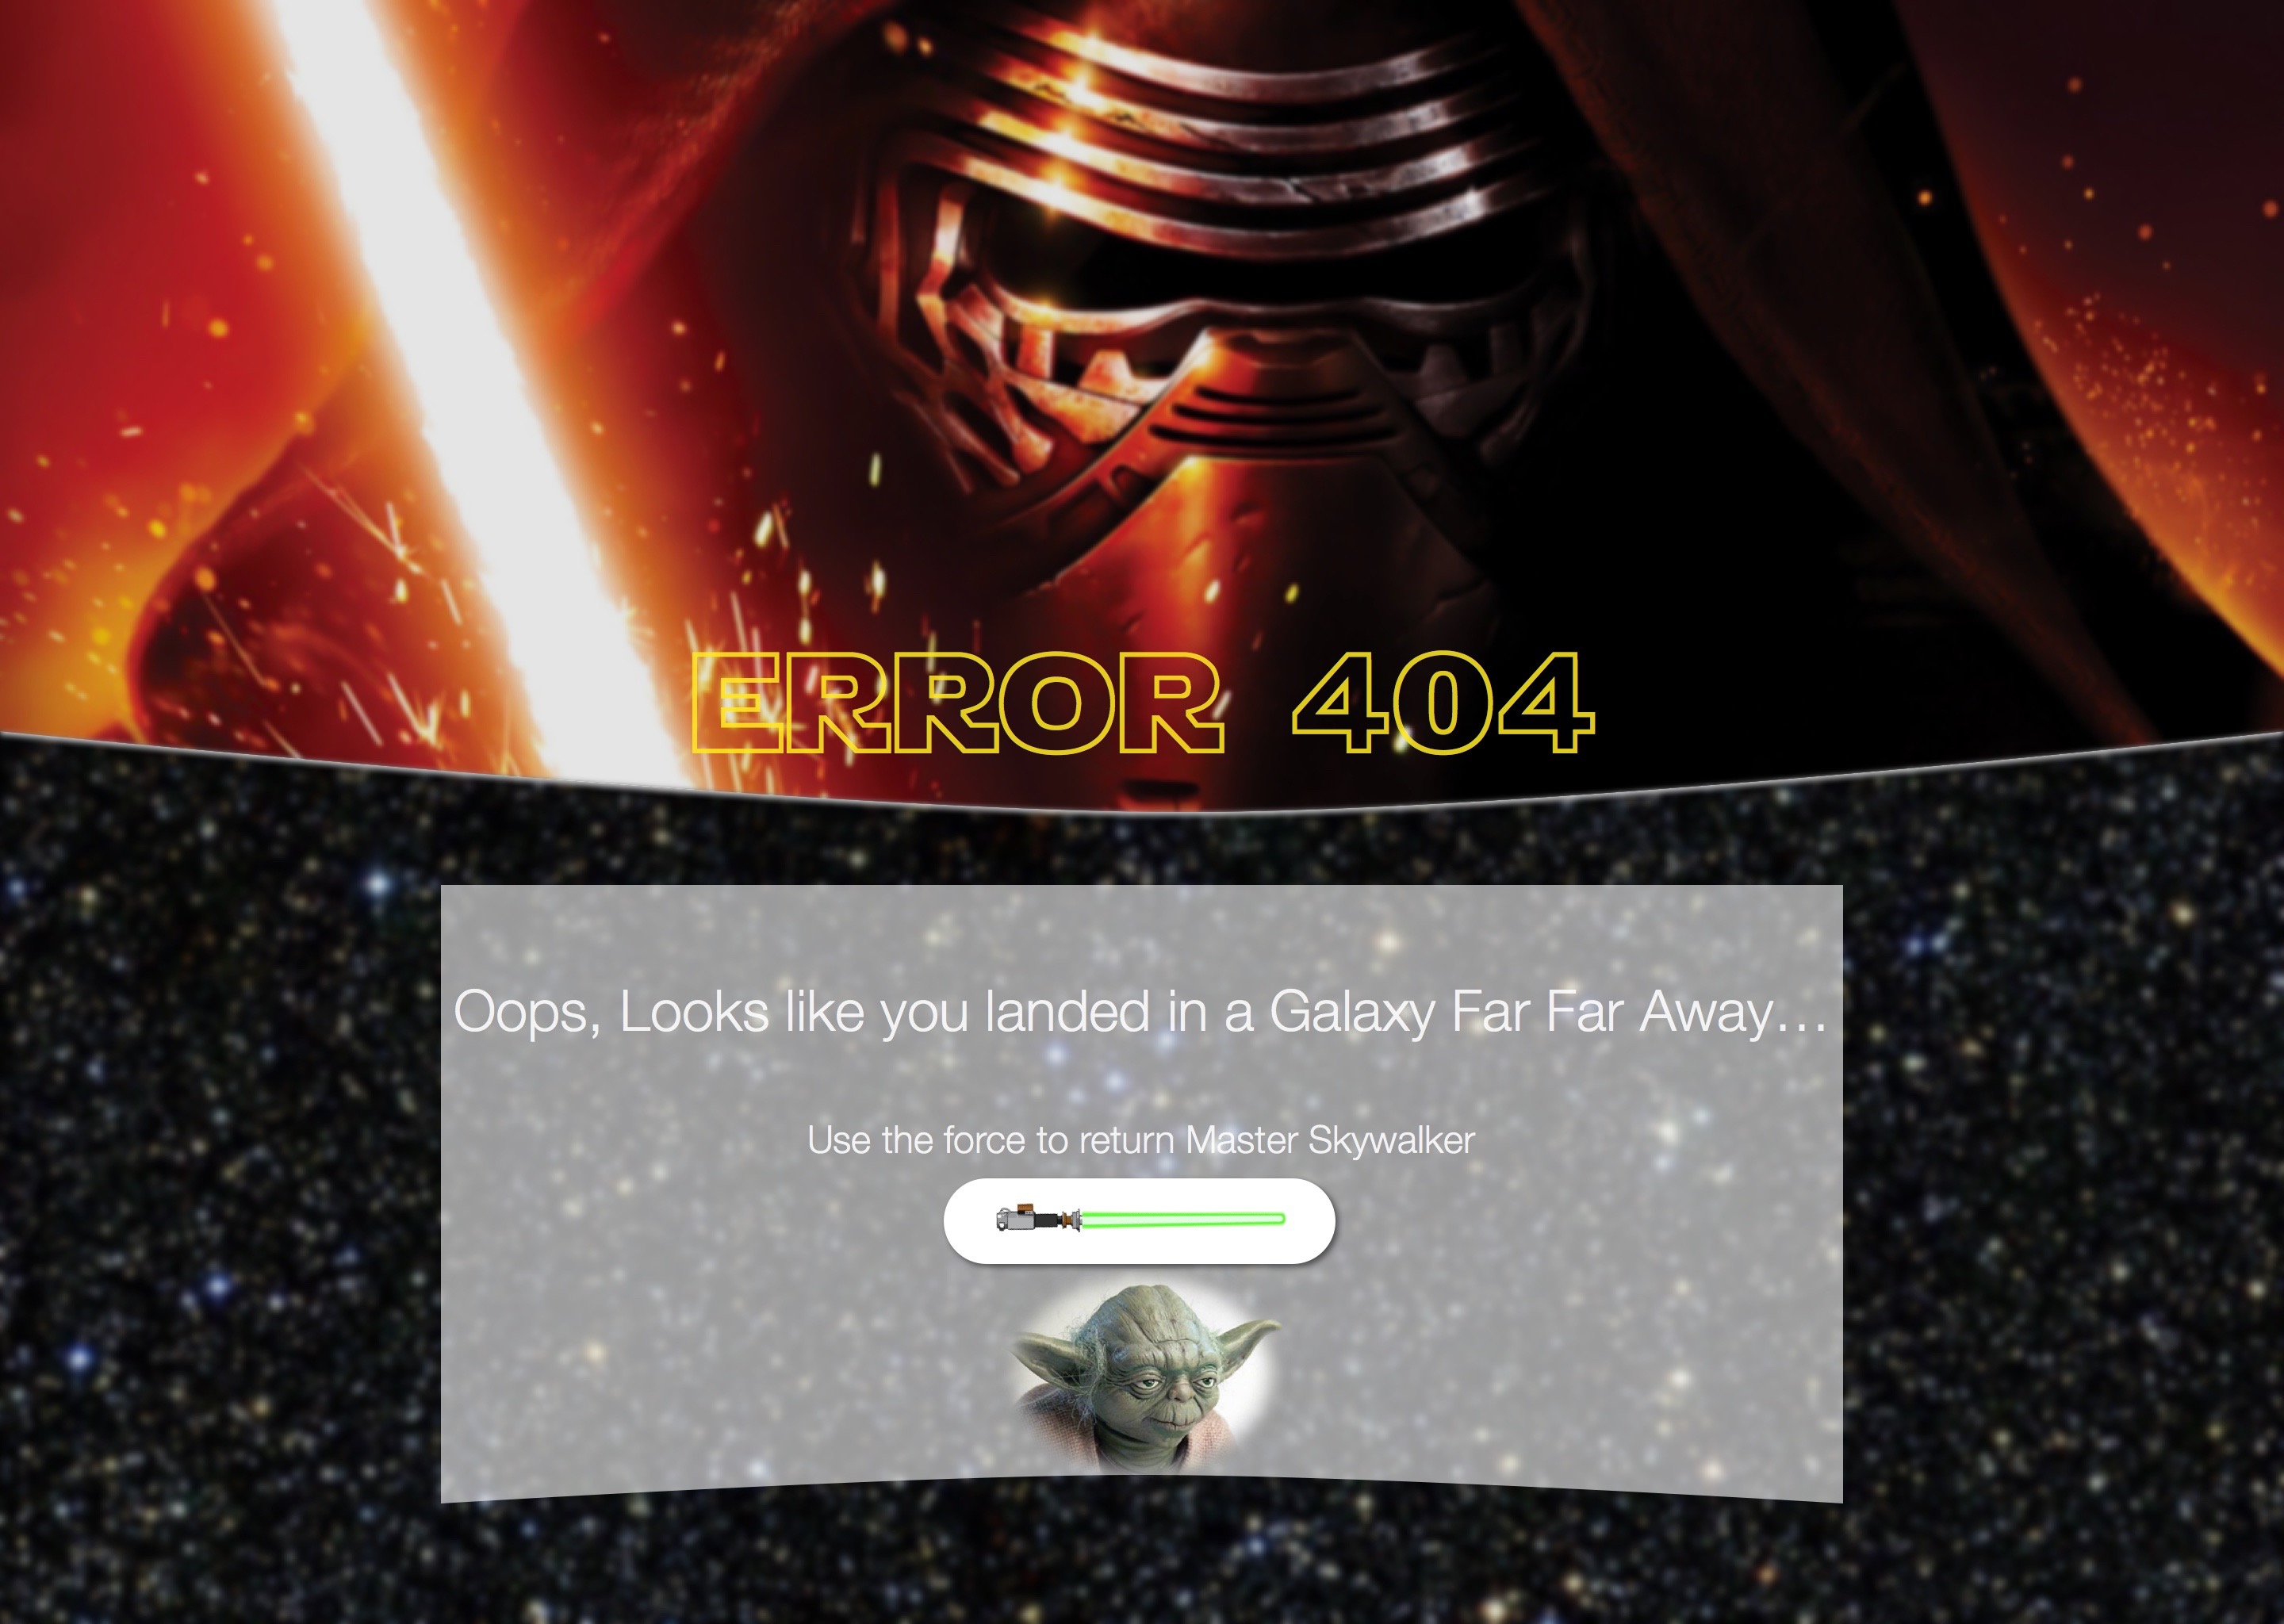 ERROR 404
Oops, Looks like you landed in a Galaxy Far Far Away...
Use the force to return Master Skywalker